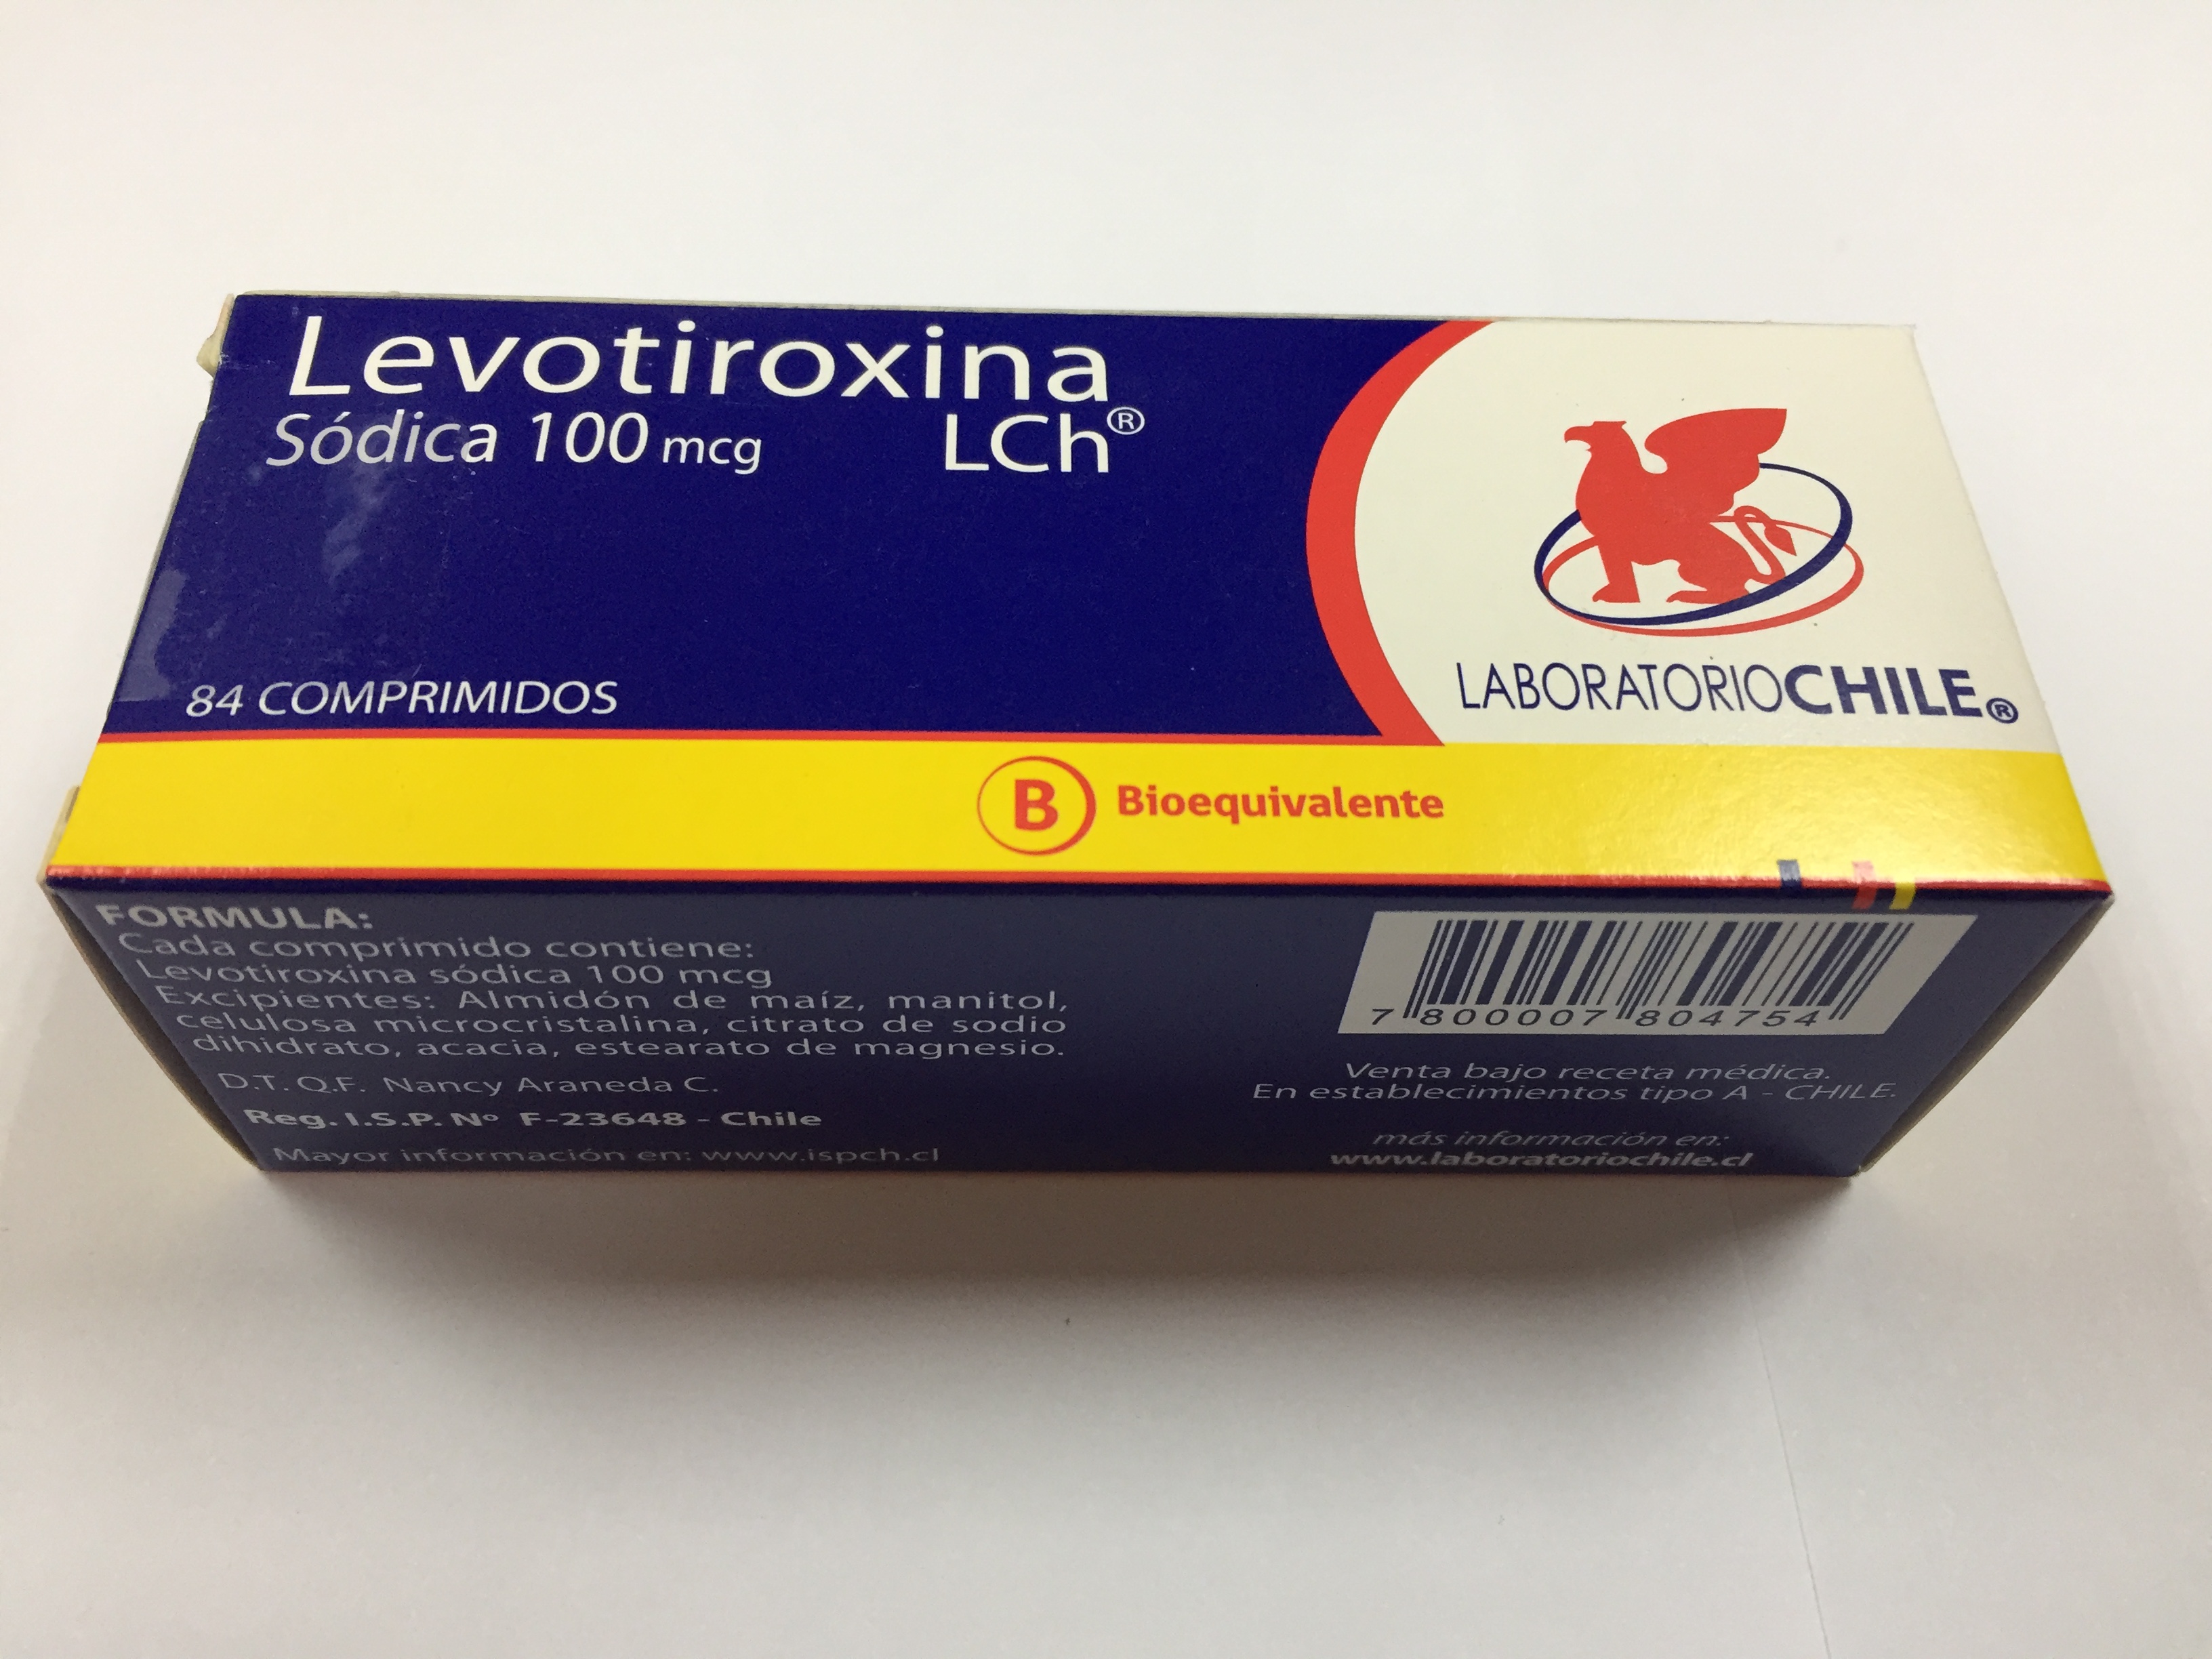 Levotiroxina
Sódica 100 mcg LCh®
84 COMPRIMIDOS
LABORATORIOCHILE®
B Bioequivalente
FORMULA:
Cada comprimido contiene:
Levotiroxina sódica 100 mcg
Excipientes: Almidón de maíz, manitol,
celulosa microcristalina, citrato de sodio
dihidrato, acacia, estearato de magnesio.
D.T. Q.F. Nancy Araneda C.
Reg. I.S.P. Nº F-23648 - Chile
Mayor información en: www.ispch.cl
7 800007 804754
Venta bajo receta médica.
En establecimientos tipo A - CHILE.
más información en:
www.laboratoriochile.cl